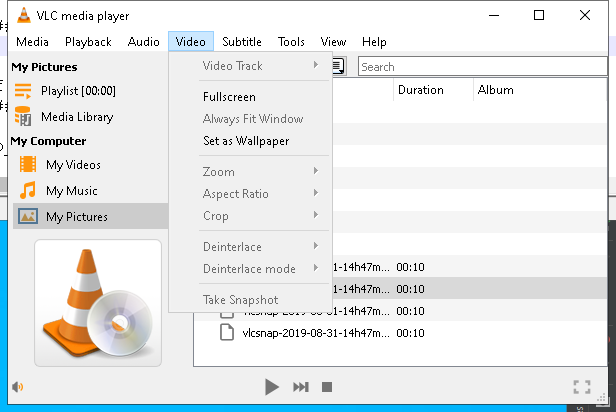 VLC media player
Media Playback Audio Video Subtitle Tools View Help
My Pictures
Playlist [00:00]
Media Library
My Computer
My Videos
My Music
My Pictures
Video Track
Fullscreen
Always Fit Window
Set as Wallpaper
Zoom
Aspect Ratio
Crop
Deinterlace
Deinterlace mode
Take Snapshot
Search
Duration Album
-31-14h47m... 00:10
-31-14h47m... 00:10
vlcsnap-2019-08-31-14h47m... 00:10
vlcsnap-2019-08-31-14h47m... 00:10